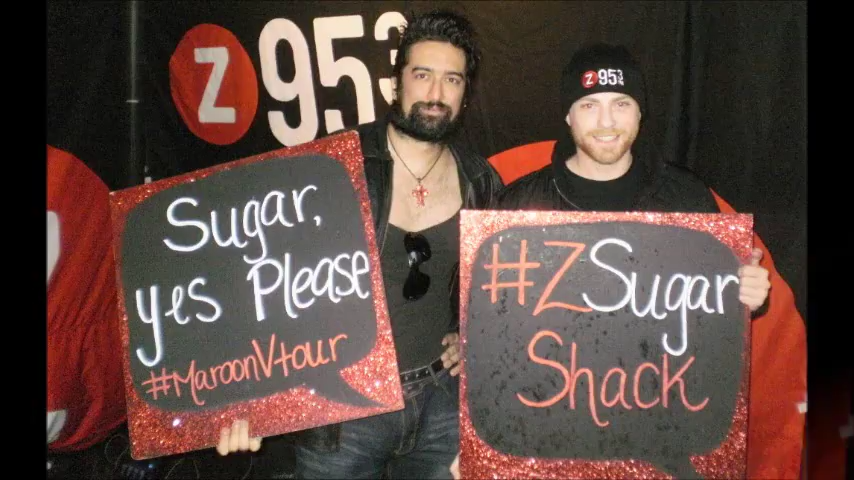 Z 953
Z 953
Sugar,
yes Please
#MaroonVtour
#ZSugar
Shack